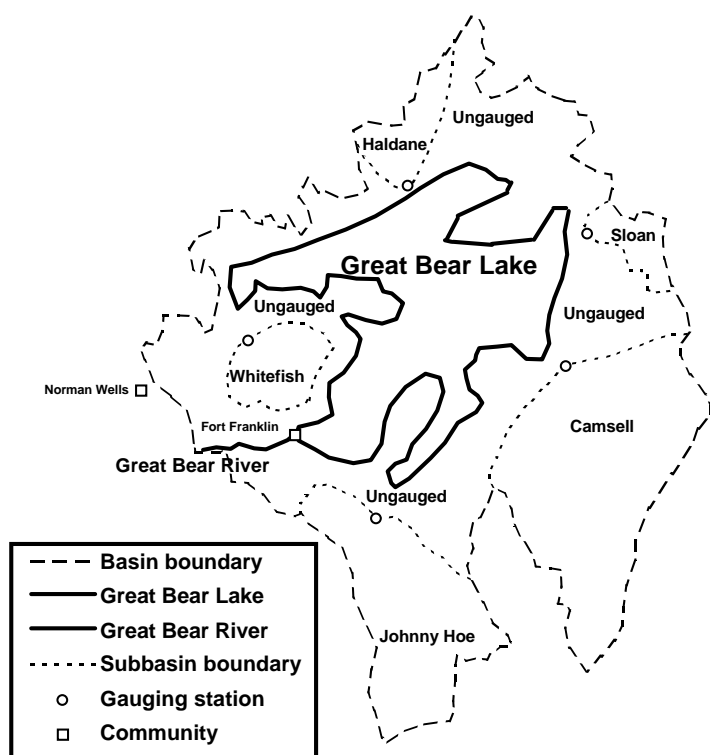 Ungauged
Haldane
Sloan
Great Bear Lake
Ungauged
Ungauged
Whitefish
Norman Wells
Fort Franklin
Camsell
Great Bear River
Ungauged
Johnny Hoe
Basin boundary
Great Bear Lake
Great Bear River
Subbasin boundary
Gauging station
Community